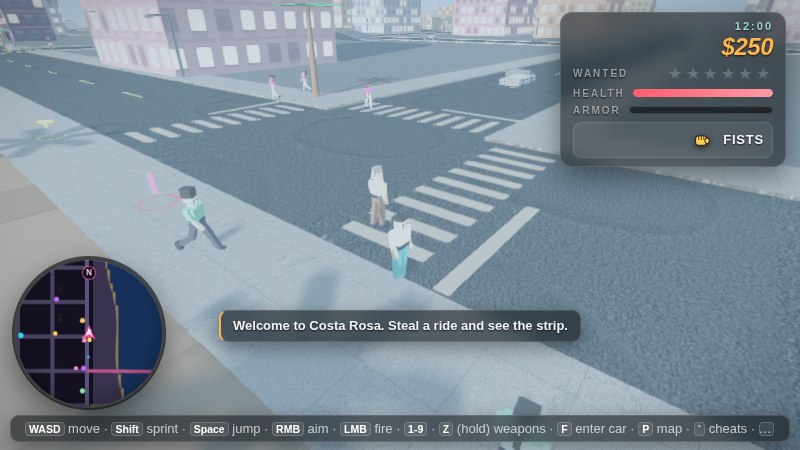 12:00
$250
WANTED ★★★★★★
HEALTH
ARMOR
FISTS
N
Welcome to Costa Rosa. Steal a ride and see the strip.
WASD move · Shift sprint · Space jump · RMB aim · LMB fire · 1-9 · Z (hold) weapons · F enter car · P map · ` cheats · ...